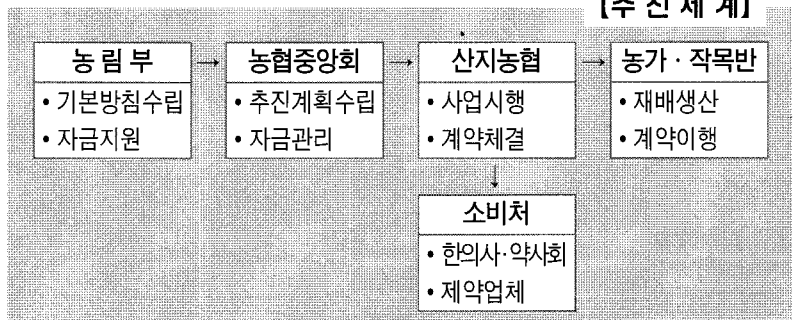 【추 진 체 계】
농 림 부 → 농협중앙회 → 산지농협 → 농가 · 작목반
• 기본방침수립
• 자금지원
• 추진계획수립
• 자금관리
• 사업시행
• 계약체결
• 재배생산
• 계약이행
↓
소비처
• 한의사·약사회
• 제약업체